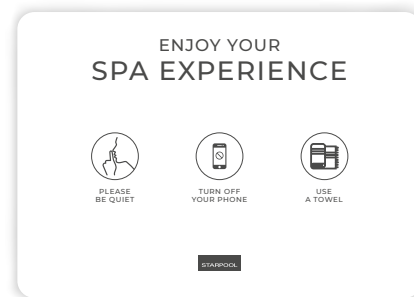 ENJOY YOUR
SPA EXPERIENCE
PLEASE
BE QUIET
TURN OFF
YOUR PHONE
USE
A TOWEL
STARPOOL